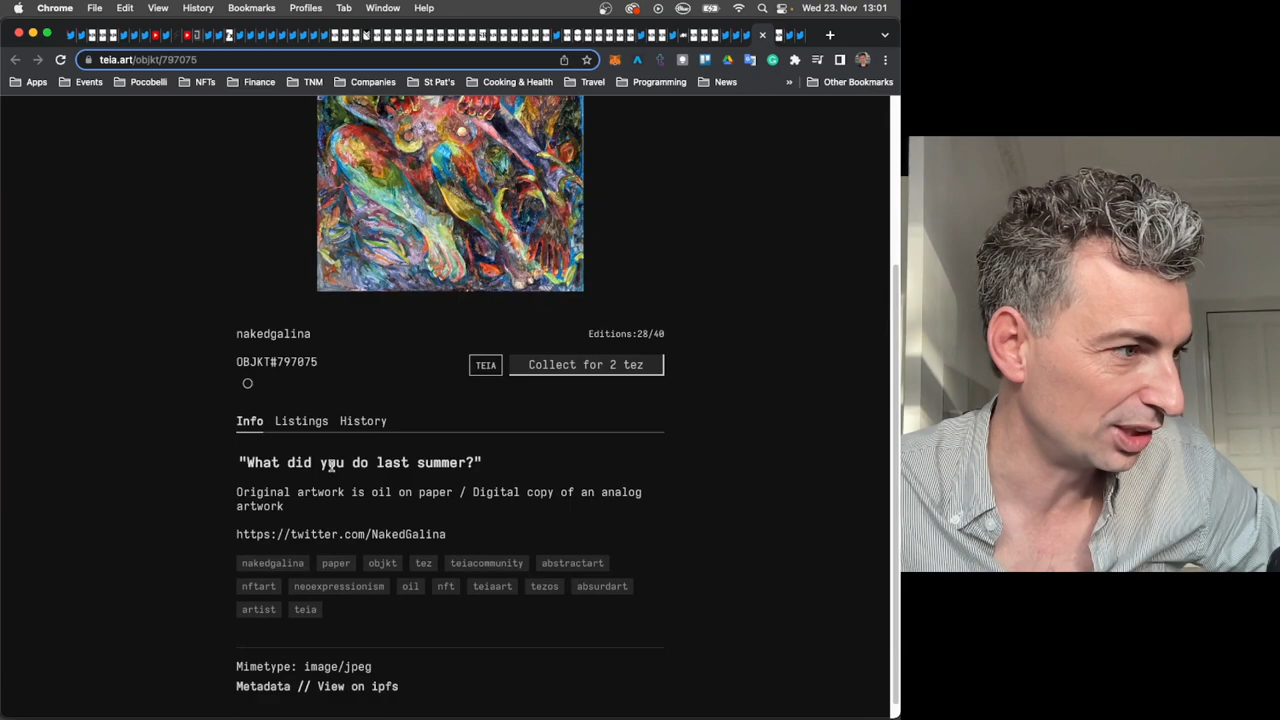 Chrome File Edit View History Bookmarks Profiles Tab Window Help Wed 23. Nov 13:01
teia.art/objkt/797075
Apps Events Pocobelli NFTs Finance TNM Companies St Pat's Cooking & Health Travel Programming News » Other Bookmarks
nakedgalina Editions:28/40
OBJKT#797075 TEIA Collect for 2 tez
Info Listings History
"What did you do last summer?"
Original artwork is oil on paper / Digital copy of an analog
artwork
https://twitter.com/NakedGalina
nakedgalina paper objkt tez teiacommunity abstractart
nftart neoexpressionism oil nft teiaart tezos absurdart
artist teia
Mimetype: image/jpeg
Metadata // View on ipfs